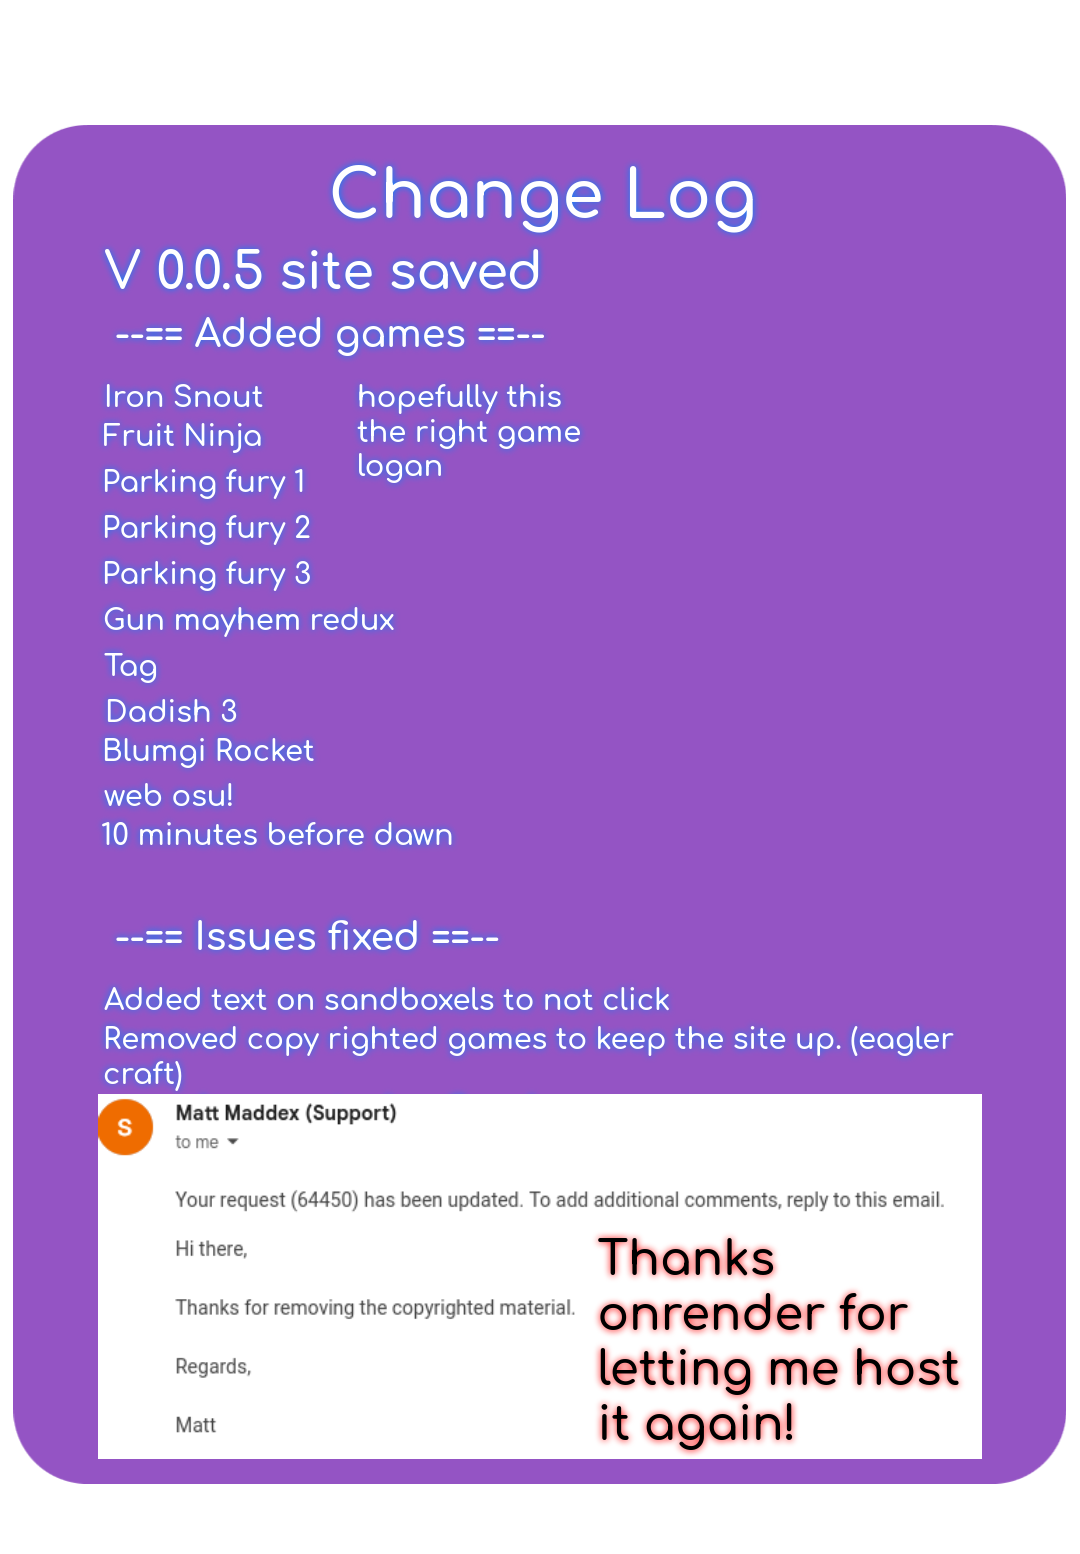 Change Log
V 0.0.5 site saved
--== Added games ==--
Iron Snout
hopefully this
the right game
logan
Fruit Ninja
Parking fury 1
Parking fury 2
Parking fury 3
Gun mayhem redux
Tag
Dadish 3
Blumgi Rocket
web osu!
10 minutes before dawn
--== Issues fixed ==--
Added text on sandboxels to not click
Removed copy righted games to keep the site up. (eagler
craft)
S
Matt Maddex (Support)
to me
Your request (64450) has been updated. To add additional comments, reply to this email.
Hi there,
Thanks for removing the copyrighted material.
Regards,
Matt
Thanks
onrender for
letting me host
it again!